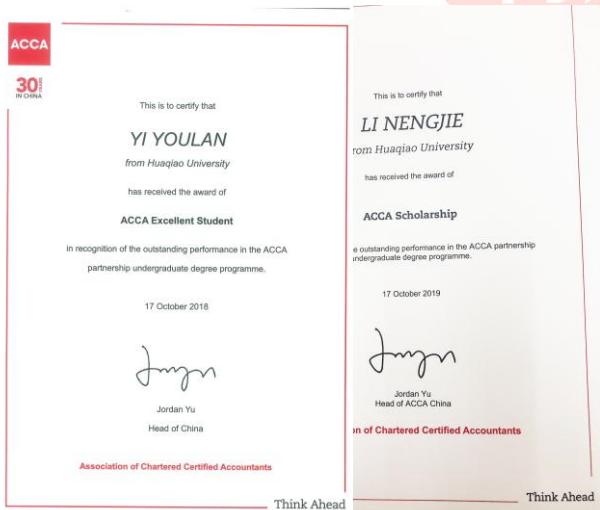 ACCA
30 YEARS
IN CHINA
This is to certify that
YI YOULAN
from Huaqiao University
has received the award of
ACCA Excellent Student
in recognition of the outstanding performance in the ACCA
partnership undergraduate degree programme.
17 October 2018
Jordan Yu
Head of China
Association of Chartered Certified Accountants
Think Ahead
This is to certify that
LI NENGJIE
rom Huaqiao University
has received the award of
ACCA Scholarship
e outstanding performance in the ACCA partnership
undergraduate degree programme.
17 October 2019
Jordan Yu
Head of ACCA China
on of Chartered Certified Accountants
Think Ahead